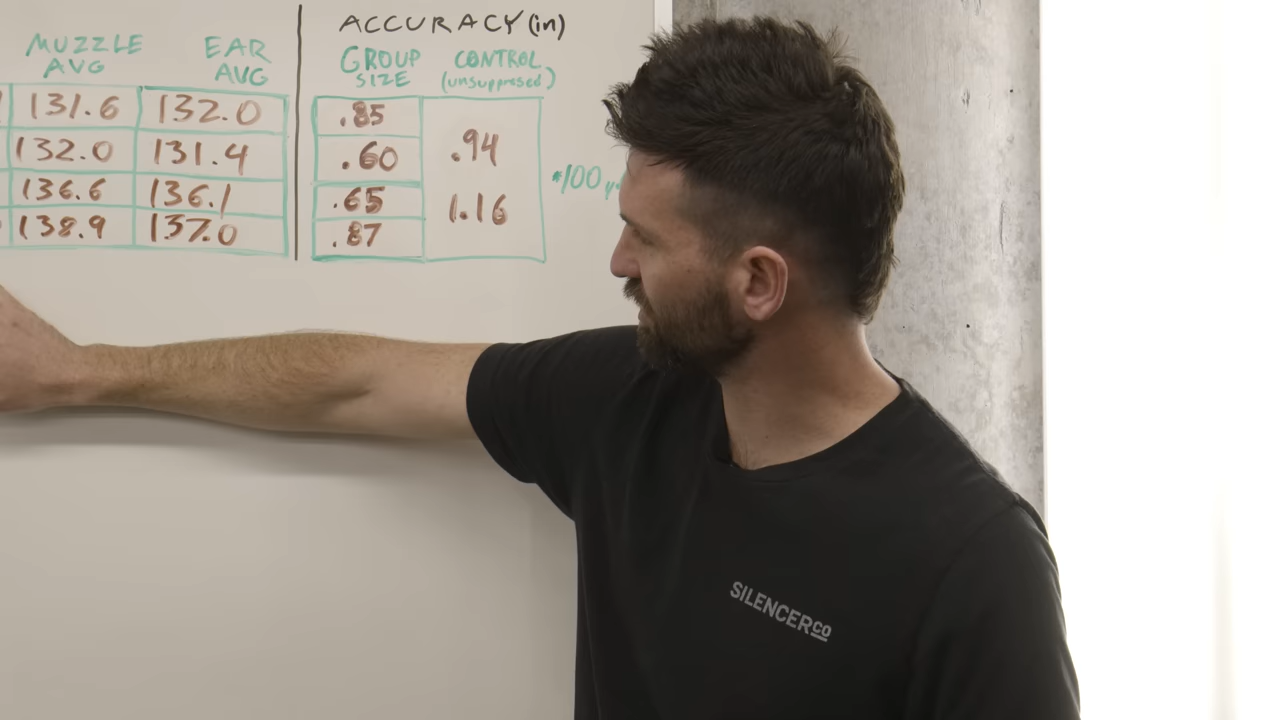 ACCURACY (in)
MUZZLE AVG EAR AVG GROUP SIZE CONTROL (unsuppressed)
131.6 132.0 .85
.94
132.0 131.4 .60
*100
136.6 136.1 .65
1.16
138.9 137.0 .87
SILENCERCO